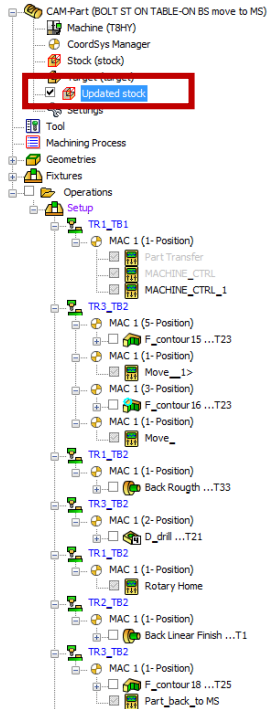 CAM-Part (BOLT ST ON TABLE-ON BS move to MS)
Machine (T8HY)
CoordSys Manager
Stock (stock)
Target (target)
Updated stock
Settings
Tool
Machining Process
Geometries
Fixtures
Operations
Setup
TR1_TB1
MAC 1 (1- Position)
Part Transfer
MACHINE_CTRL
MACHINE_CTRL_1
TR3_TB2
MAC 1 (5- Position)
F_contour15 ...T23
MAC 1 (1- Position)
Move__1>
MAC 1 (3- Position)
F_contour16 ...T23
MAC 1 (1- Position)
Move_
TR1_TB2
MAC 1 (1- Position)
Back Rougth ...T33
TR3_TB2
MAC 1 (2- Position)
D_drill ...T21
TR1_TB2
MAC 1 (1- Position)
Rotary Home
TR2_TB2
MAC 1 (1- Position)
Back Linear Finish ...T1
TR3_TB2
MAC 1 (1- Position)
F_contour18 ...T25
Part_back_to MS